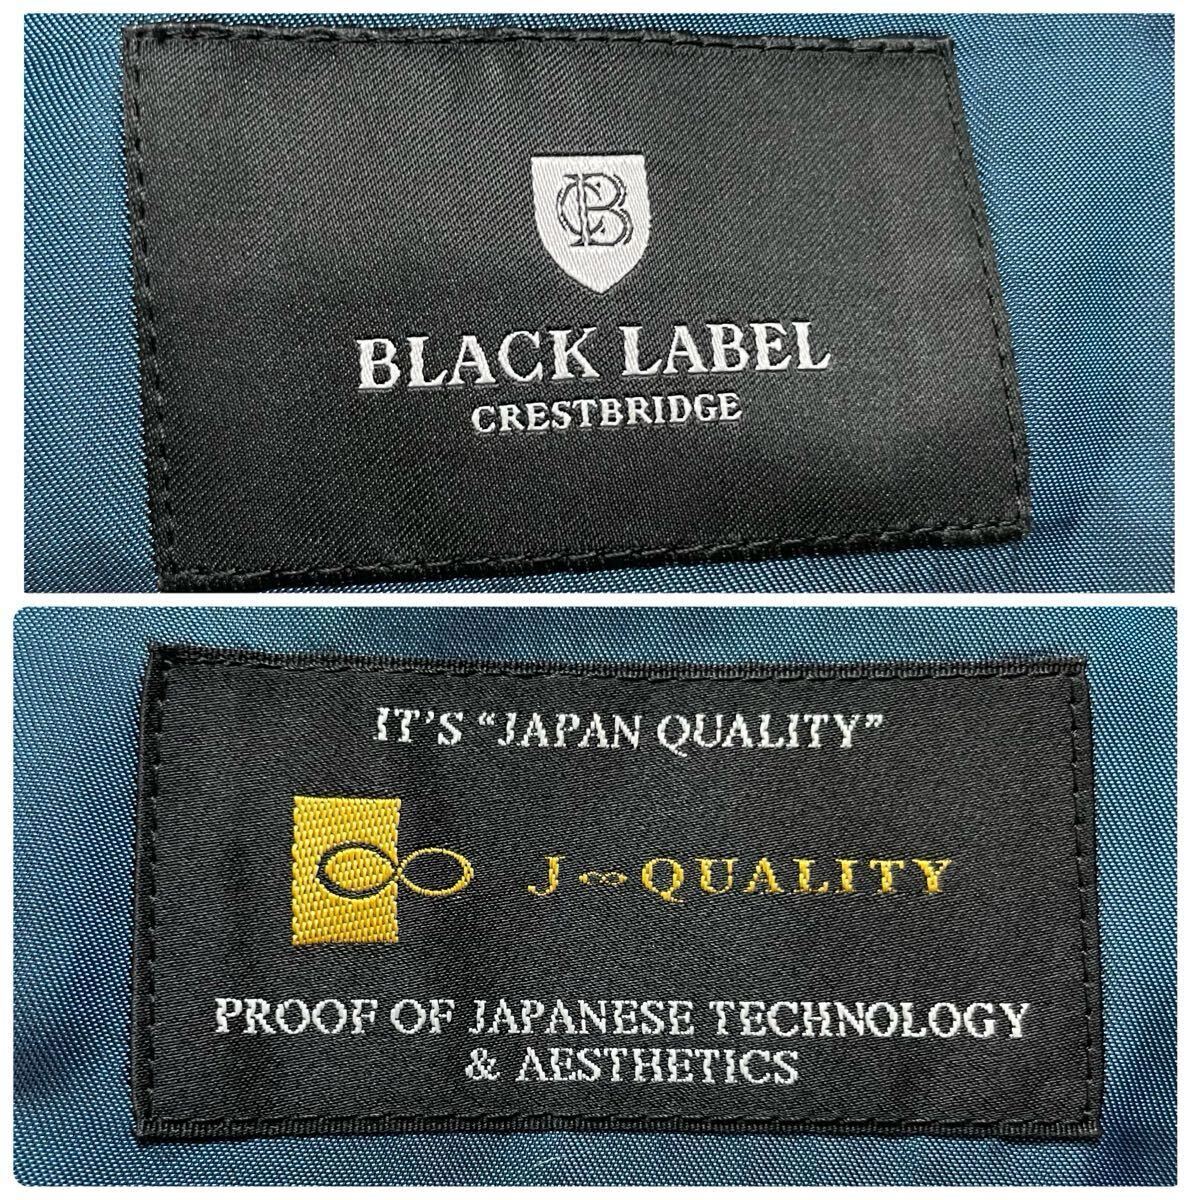 CB
BLACK LABEL
CRESTBRIDGE
IT'S “JAPAN QUALITY”
J∞QUALITY
PROOF OF JAPANESE TECHNOLOGY
& AESTHETICS